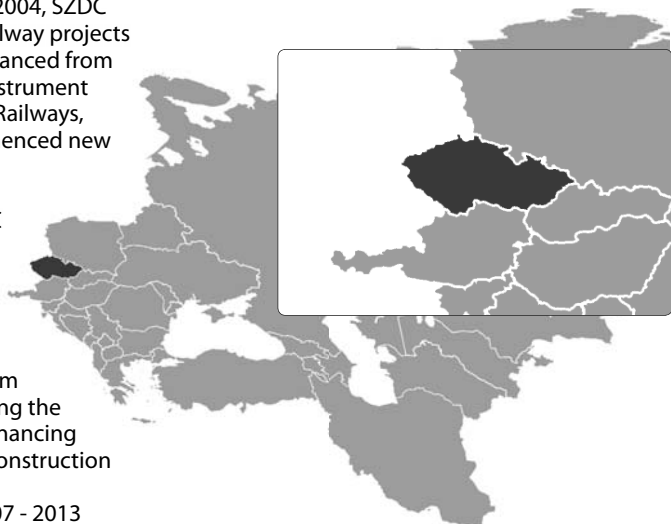 2004, SZDC
lway projects
anced from
strument
Railways,
enced new
m
ng the
nancing
onstruction
07 - 2013